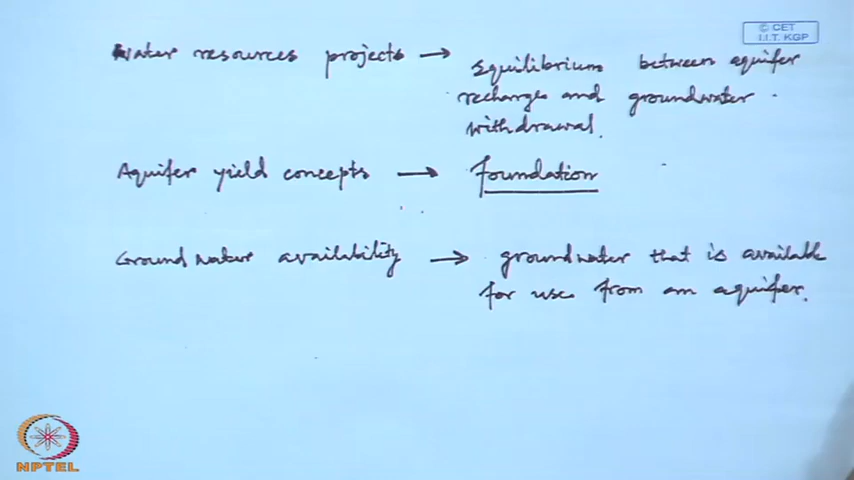 © CET
I.I.T. KGP
Water resources projects → Equilibrium between aquifer
recharge and groundwater
withdrawal.
Aquifer yield concepts → foundation
Groundwater availability → groundwater that is available
for use from an aquifer.
NPTEL